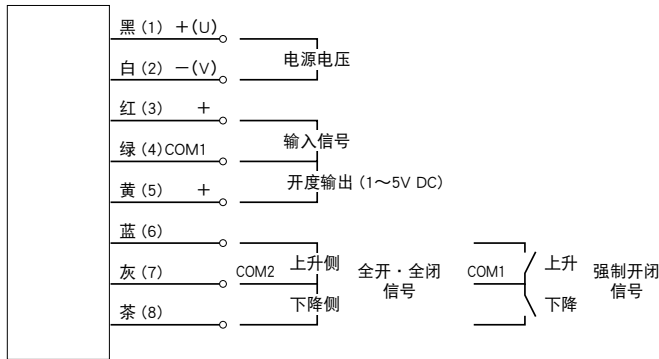 黑 (1) ＋(U)
电源电压
白 (2) －(V)
红 (3) ＋
输入信号
绿 (4) COM1
开度输出 (1～5V DC)
黄 (5) ＋
蓝 (6)
上升侧
上升
灰 (7) COM2
全开・全闭
信号
COM1
强制开闭
信号
下降侧
下降
茶 (8)